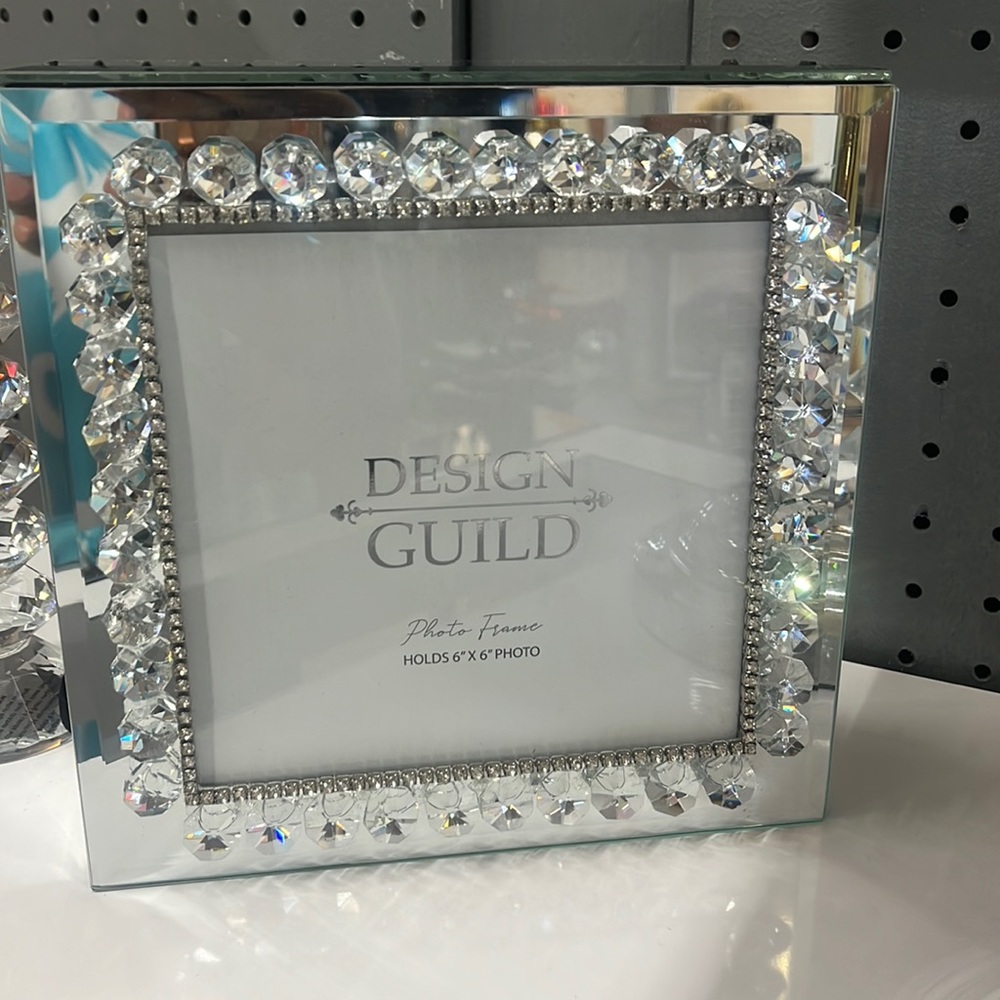 DESIGN
GUILD
Photo Frame
HOLDS 6" X 6" PHOTO